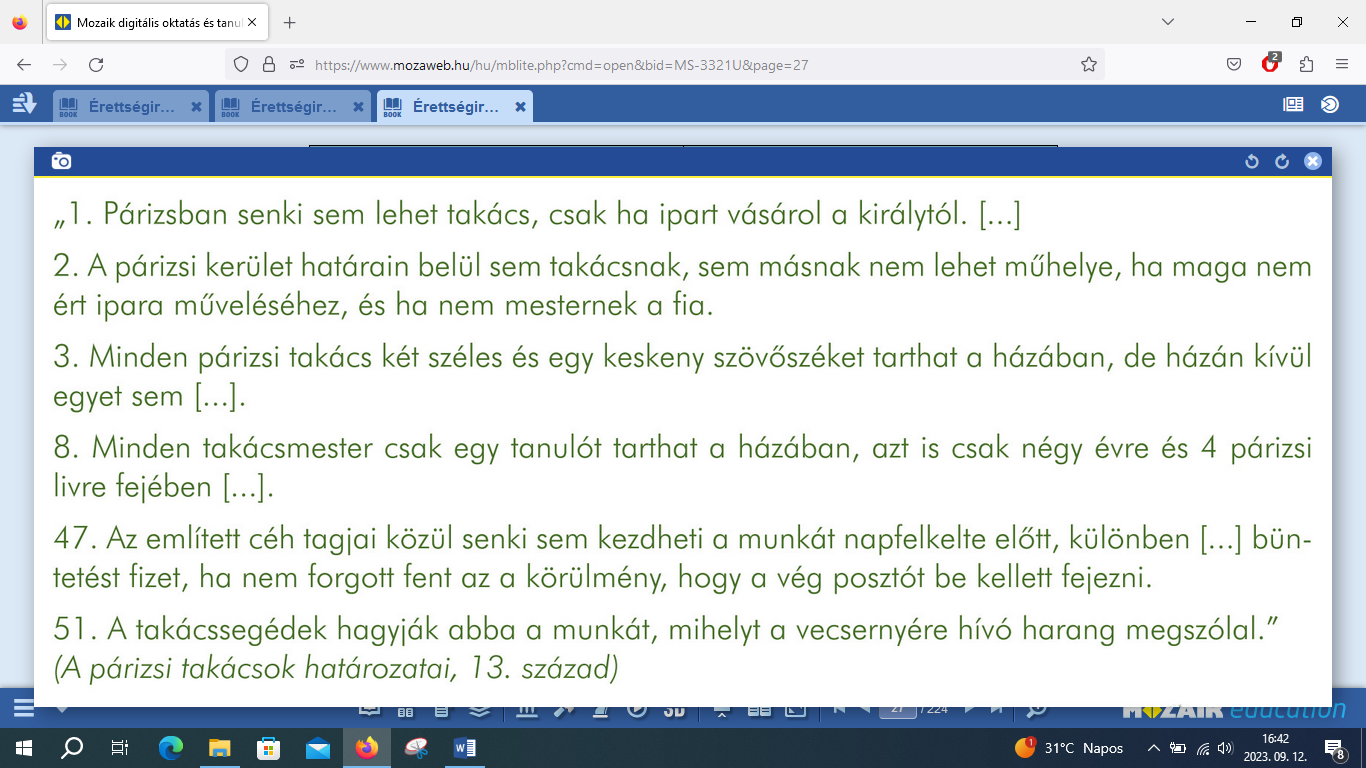 Mozaik digitális oktatás és tanul
https://www.mozaweb.hu/hu/mblite.php?cmd=open&bid=MS-3321U&page=27
2
BOOK Érettségir...
BOOK Érettségir...
BOOK Érettségir...
„1. Párizsban senki sem lehet takács, csak ha ipart vásárol a királytól. [...]
2. A párizsi kerület határain belül sem takácsnak, sem másnak nem lehet műhelye, ha maga nem
ért ipara műveléséhez, és ha nem mesternek a fia.
3. Minden párizsi takács két széles és egy keskeny szövőszéket tarthat a házában, de házán kívül
egyet sem [...].
8. Minden takácsmester csak egy tanulót tarthat a házában, azt is csak négy évre és 4 párizsi
livre fejében [...].
47. Az említett céh tagjai közül senki sem kezdheti a munkát napfelkelte előtt, különben [...] bün-
tetést fizet, ha nem forgott fent az a körülmény, hogy a vég posztót be kellett fejezni.
51. A takácssegédek hagyják abba a munkát, mihelyt a vecsernyére hívó harang megszólal.”
(A párizsi takácsok határozatai, 13. század)
3D
27 / 224
MOZAIK education
1
31°C Napos
16:42
2023. 09. 12.
8